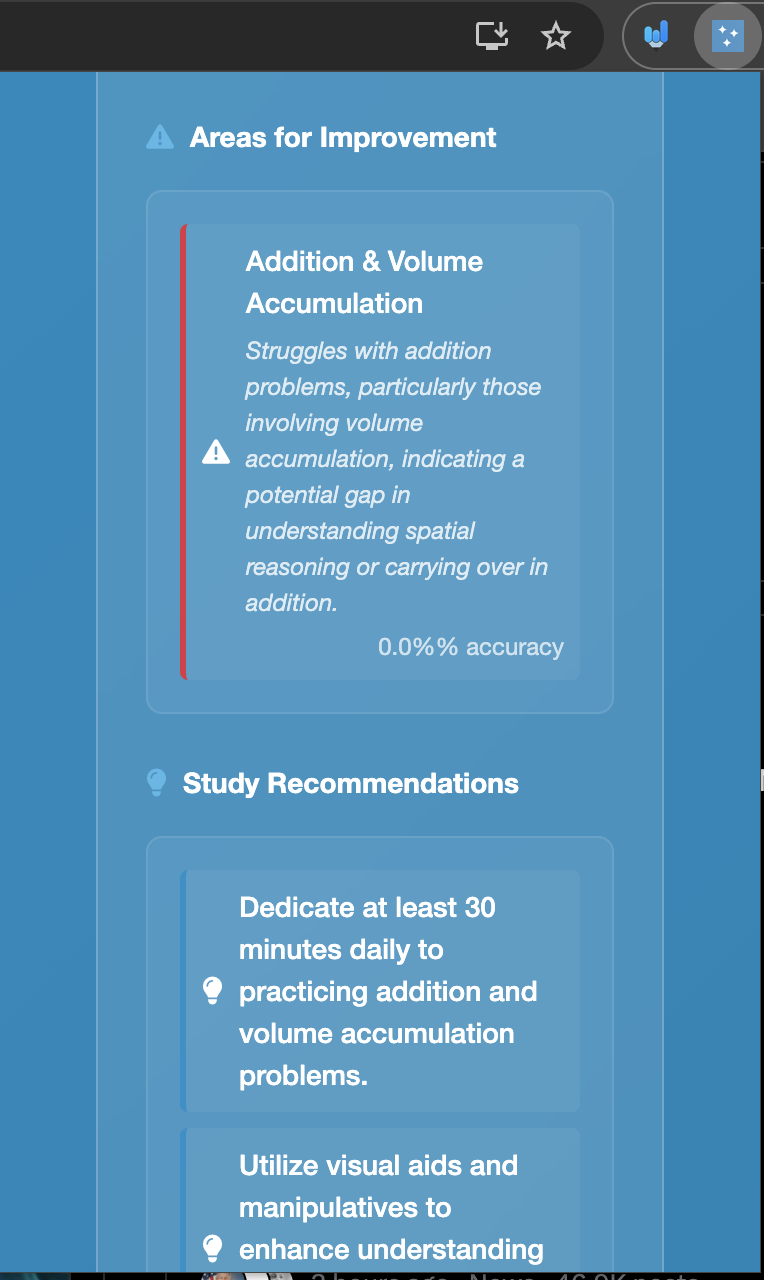 Areas for Improvement
Addition & Volume
Accumulation
Struggles with addition
problems, particularly those
involving volume
accumulation, indicating a
potential gap in
understanding spatial
reasoning or carrying over in
addition.
0.0%% accuracy
Study Recommendations
Dedicate at least 30
minutes daily to
practicing addition and
volume accumulation
problems.
Utilize visual aids and
manipulatives to
enhance understanding